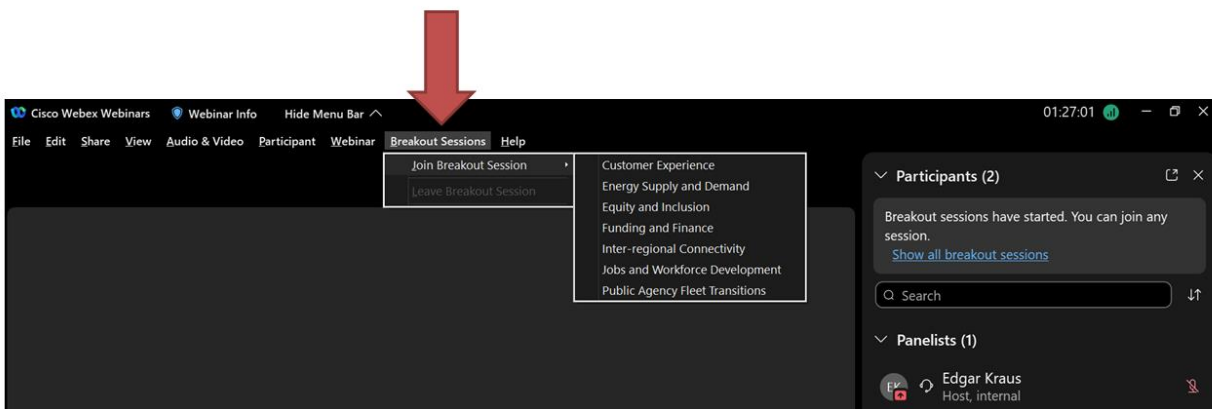 Cisco Webex Webinars Webinar Info Hide Menu Bar 01:27:01
File Edit Share View Audio & Video Participant Webinar Breakout Sessions Help
Join Breakout Session
Leave Breakout Session
Customer Experience
Energy Supply and Demand
Equity and Inclusion
Funding and Finance
Inter-regional Connectivity
Jobs and Workforce Development
Public Agency Fleet Transitions
Participants (2)
Breakout sessions have started. You can join any
session.
Show all breakout sessions
Search
Panelists (1)
EK
Edgar Kraus
Host, internal